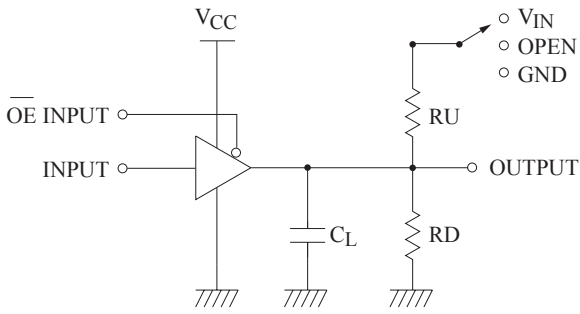 VCC
VIN
OPEN
GND
OE INPUT
RU
INPUT
OUTPUT
CL
RD